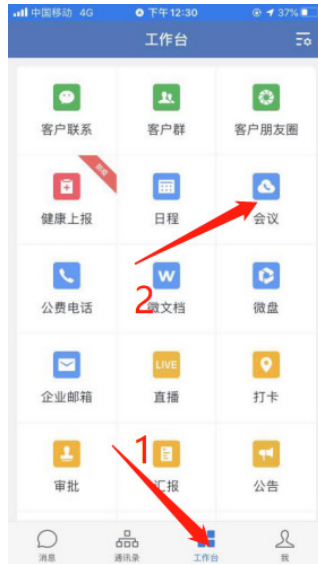 中国移动 4G 下午12:30 37%
工作台
客户联系 客户群 客户朋友圈
健康上报 日程 会议
公费电话 微文档 微盘
2
W
LIVE
企业邮箱 直播 打卡
1
审批 汇报 公告
消息 通讯录 工作台 我